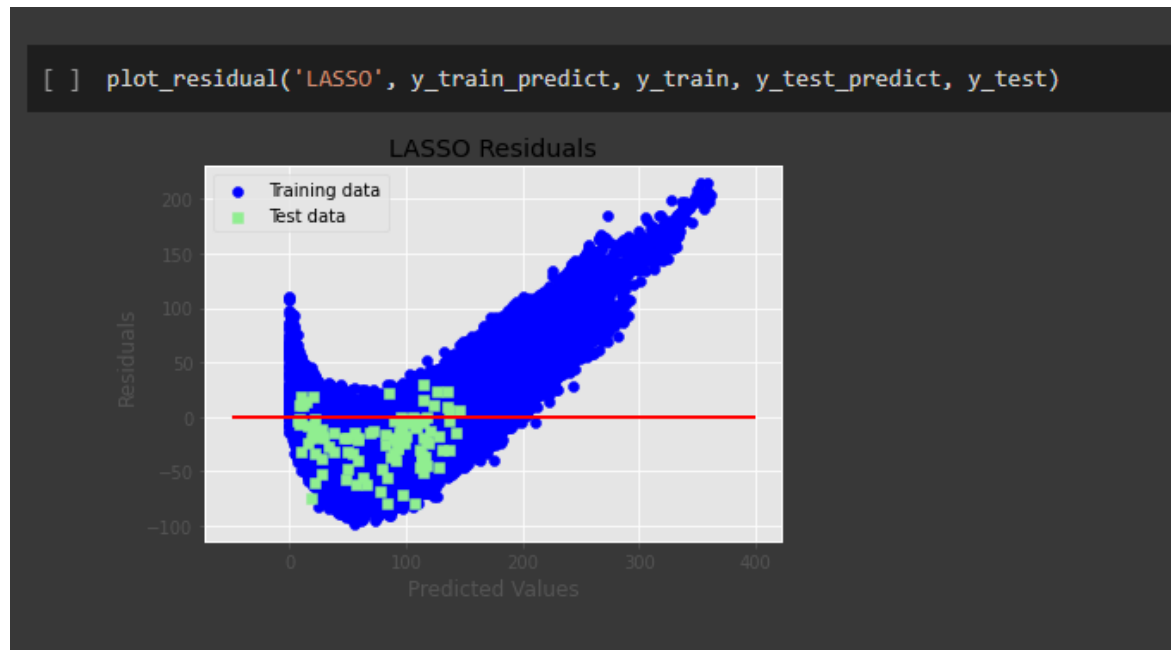 [ ] plot_residual('LASSO', y_train_predict, y_train, y_test_predict, y_test)
LASSO Residuals
Training data
Test data
200
150
100
50
0
−50
−100
Residuals
0 100 200 300 400
Predicted Values